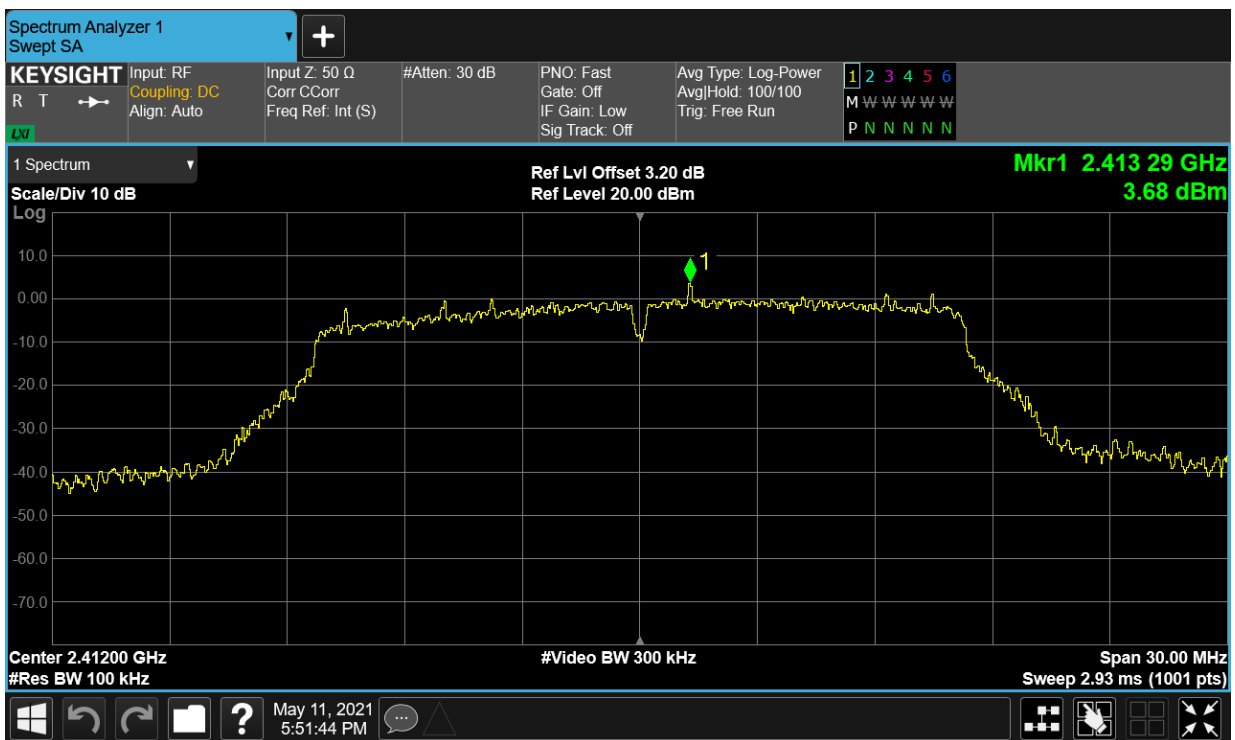 Spectrum Analyzer 1
Swept SA
KEYSIGHT
R T
LXI
Input: RF
Coupling: DC
Align: Auto
Input Z: 50 Ω
Corr CCorr
Freq Ref: Int (S)
#Atten: 30 dB
PNO: Fast
Gate: Off
IF Gain: Low
Sig Track: Off
Avg Type: Log-Power
Avg|Hold: 100/100
Trig: Free Run
1 2 3 4 5 6
M W W W W W
P N N N N N
1 Spectrum
Scale/Div 10 dB
Log
Ref Lvl Offset 3.20 dB
Ref Level 20.00 dBm
Mkr1 2.413 29 GHz
3.68 dBm
1
10.0
0.00
-10.0
-20.0
-30.0
-40.0
-50.0
-60.0
-70.0
Center 2.41200 GHz
#Res BW 100 kHz
#Video BW 300 kHz
Span 30.00 MHz
Sweep 2.93 ms (1001 pts)
?
May 11, 2021
5:51:44 PM